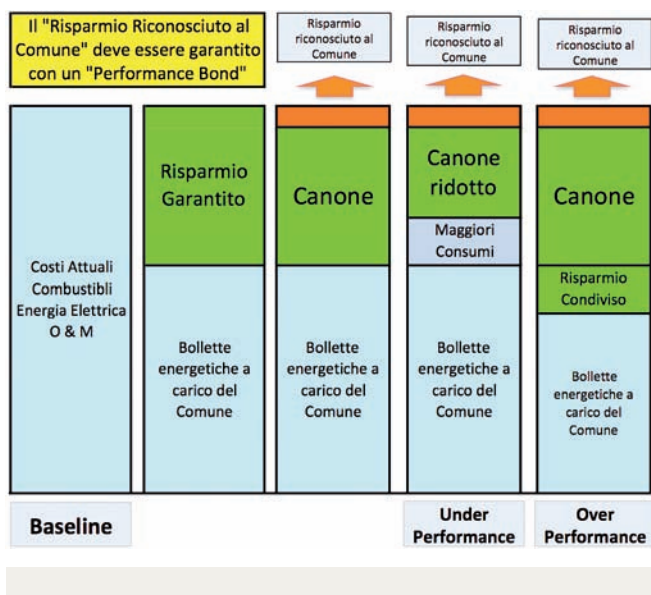 Il "Risparmio Riconosciuto al
Comune" deve essere garantito
con un "Performance Bond"
Risparmio
riconosciuto al
Comune
Risparmio
riconosciuto al
Comune
Risparmio
riconosciuto al
Comune
Costi Attuali
Combustibli
Energia Elettrica
O & M
Risparmio
Garantito
Bollette
energetiche a
carico del
Comune
Canone
Bollette
energetiche a
carico del
Comune
Canone
ridotto
Maggiori
Consumi
Bollette
energetiche a
carico del
Comune
Canone
Risparmio
Condiviso
Bollette
energetiche a
carico del
Comune
Baseline
Under
Performance
Over
Performance